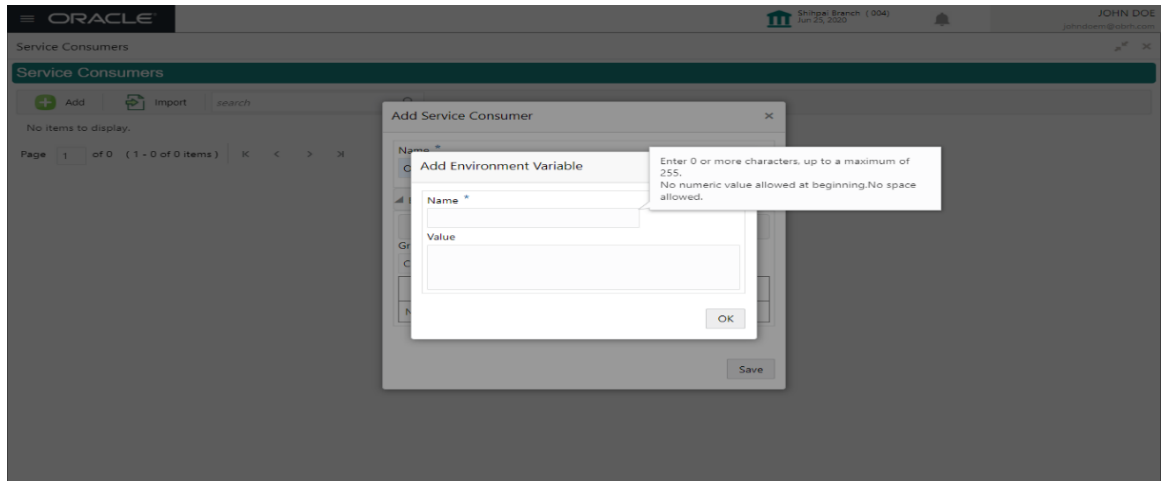 ORACLE
Shihpal Branch ( 004)
Jun 25, 2020
JOHN DOE
Service Consumers
Service Consumers
Add
Import
search
No items to display.
Page 1 of 0 ( 1 - 0 of 0 items )
Add Service Consumer
Name *
Add Environment Variable
Enter 0 or more characters, up to a maximum of
255.
No numeric value allowed at beginning.No space
allowed.
Name *
Value
Gr
OK
Save